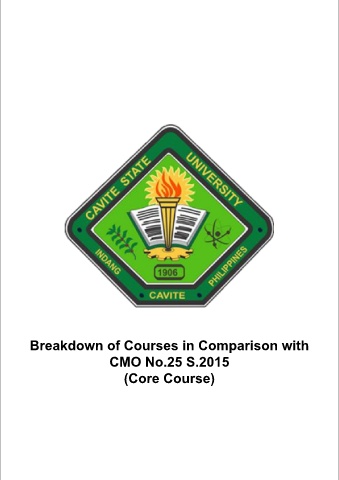 CAVITE STATE UNIVERSITY
INDANG
1906
PHILIPPINES
CAVITE
Breakdown of Courses in Comparison with
CMO No.25 S.2015
(Core Course)